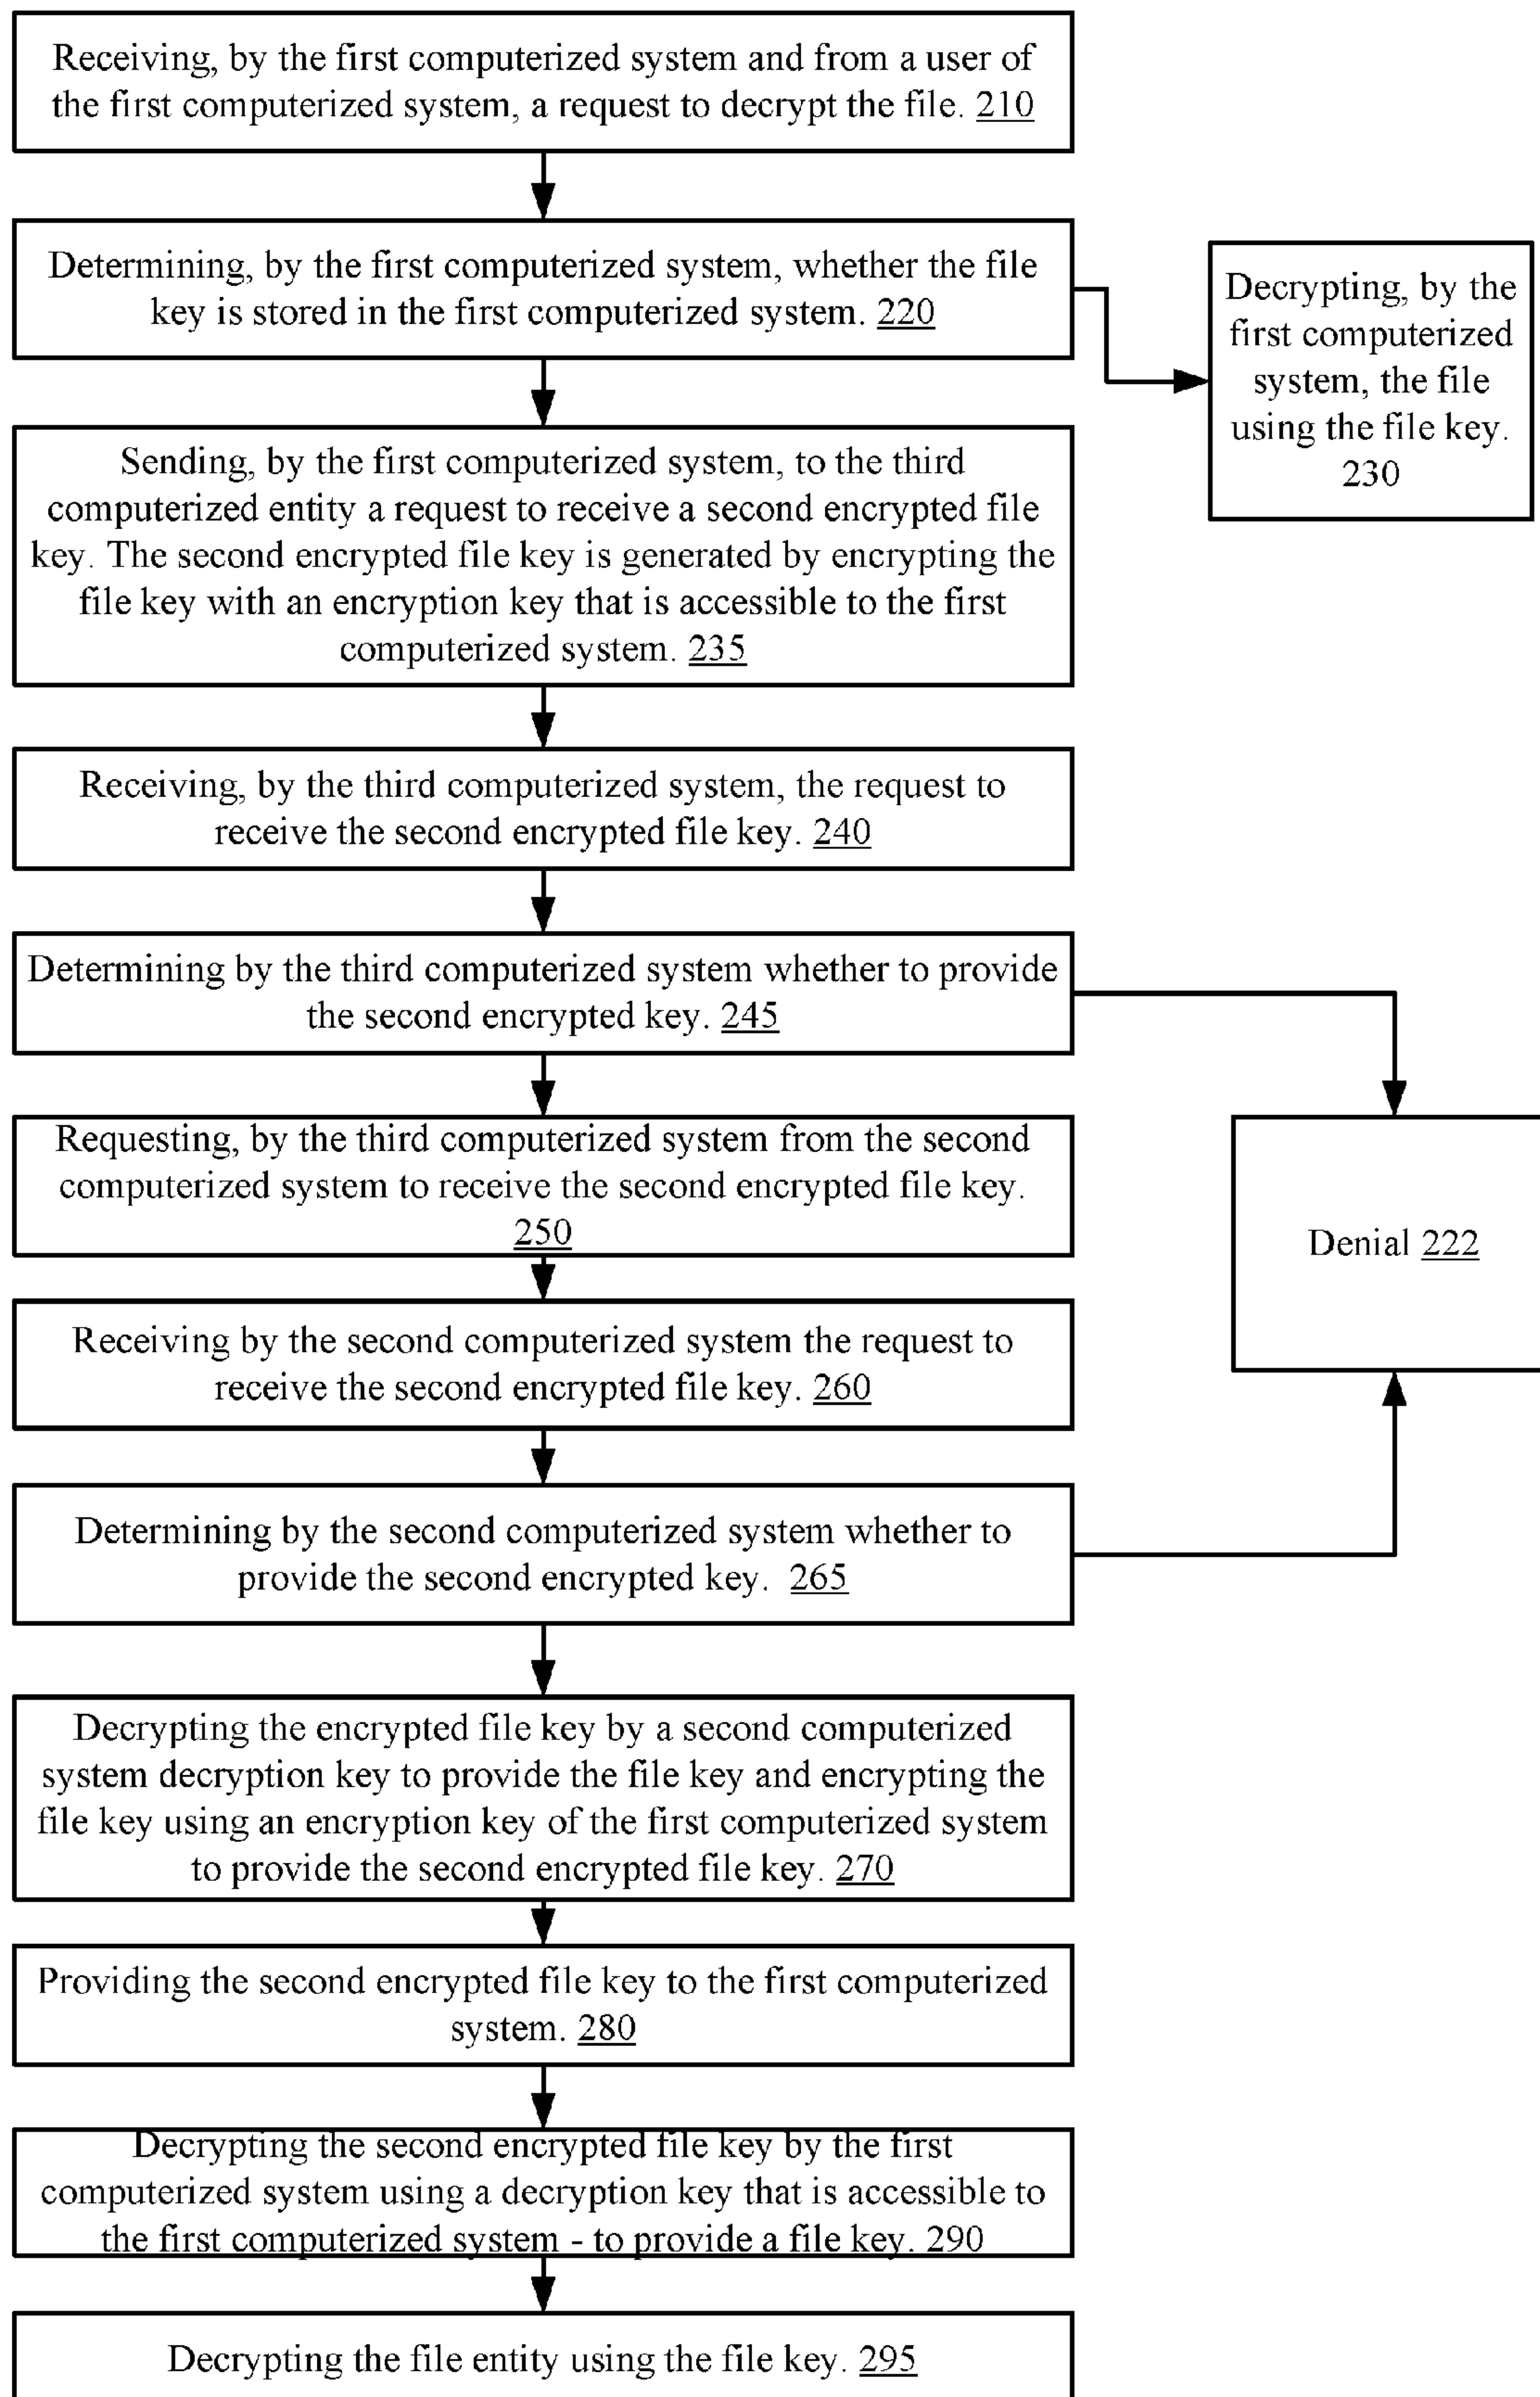 Receiving, by the first computerized system and from a user of
the first computerized system, a request to decrypt the file. 210
Determining, by the first computerized system, whether the file
key is stored in the first computerized system. 220
Decrypting, by the
first computerized
system, the file
using the file key.
230
Sending, by the first computerized system, to the third
computerized entity a request to receive a second encrypted file
key. The second encrypted file key is generated by encrypting the
file key with an encryption key that is accessible to the first
computerized system. 235
Receiving, by the third computerized system, the request to
receive the second encrypted file key. 240
Determining by the third computerized system whether to provide
the second encrypted key. 245
Requesting, by the third computerized system from the second
computerized system to receive the second encrypted file key.
250
Denial 222
Receiving by the second computerized system the request to
receive the second encrypted file key. 260
Determining by the second computerized system whether to
provide the second encrypted key. 265
Decrypting the encrypted file key by a second computerized
system decryption key to provide the file key and encrypting the
file key using an encryption key of the first computerized system
to provide the second encrypted file key. 270
Providing the second encrypted file key to the first computerized
system. 280
Decrypting the second encrypted file key by the first
computerized system using a decryption key that is accessible to
the first computerized system - to provide a file key. 290
Decrypting the file entity using the file key. 295